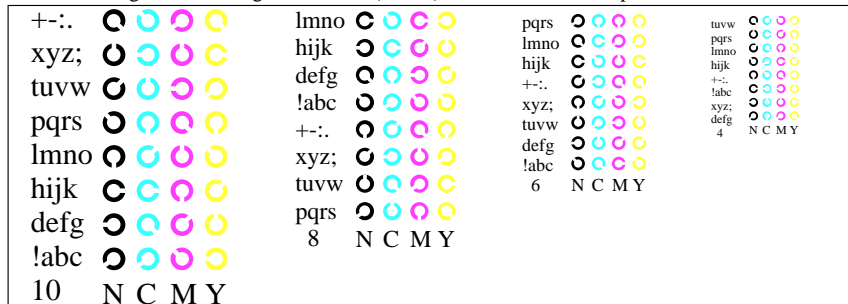 +-:.
xyz;
tuvw
pqrs
lmno
hijk
defg
!abc
10 N C M Y
lmno
hijk
defg
!abc
+-:.
xyz;
tuvw
pqrs
8 N C M Y
pqrs
lmno
hijk
+-:.
xyz;
tuvw
defg
!abc
6 N C M Y
tuvw
pqrs
lmno
hijk
+-:.
!abc
xyz;
defg
4 N C M Y